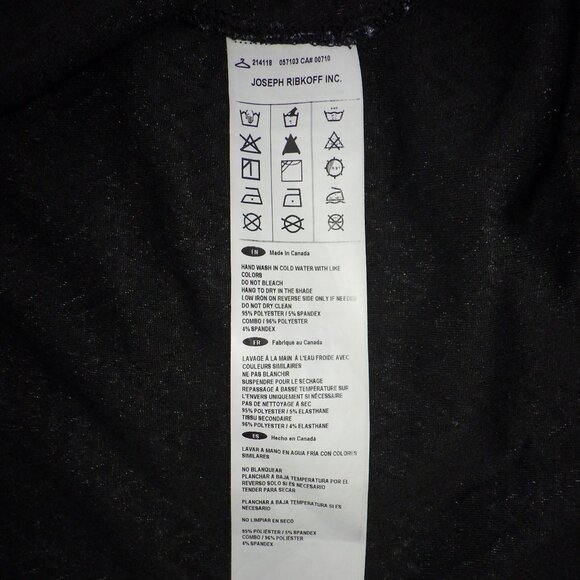 214118 057103 CA# 00710
JOSEPH RIBKOFF INC.
EN Made In Canada
HAND WASH IN COLD WATER WITH LIKE
COLORS
DO NOT BLEACH
HANG TO DRY IN THE SHADE
LOW IRON ON REVERSE SIDE ONLY IF NEEDED
DO NOT DRY CLEAN
95% POLYESTER / 5% SPANDEX
COMBO / 96% POLYESTER
4% SPANDEX
FR Fabrique au Canada
LAVAGE À LA MAIN À L'EAU FROIDE AVEC
COULEURS SIMILAIRES
NE PAS BLANCHIR
SUSPENDRE POUR LE SÉCHAGE
REPASSAGE À BASSE TEMPÉRATURE SUR
L'ENVERS UNIQUEMENT SI NÉCESSAIRE
PAS DE NETTOYAGE À SEC
95% POLYESTER / 5% ELASTHANE
TISSU SECONDAIRE
96% POLYESTER / 4% ELASTHANE
ES Hecho en Canadá
LAVAR A MANO EN AGUA FRÍA CON COLORES
SIMILARES
NO BLANQUEAR
PLANCHAR A BAJA TEMPERATURA POR EL
REVERSO SOLO SI ES NECESARIO
TENDER PARA SECAR
PLANCHAR A BAJA TEMPERATURA SI ES
NECESARIO
NO LIMPIAR EN SECO
95% POLIÉSTER / 5% SPANDEX
COMBO / 96% POLIÉSTER
4% SPANDEX